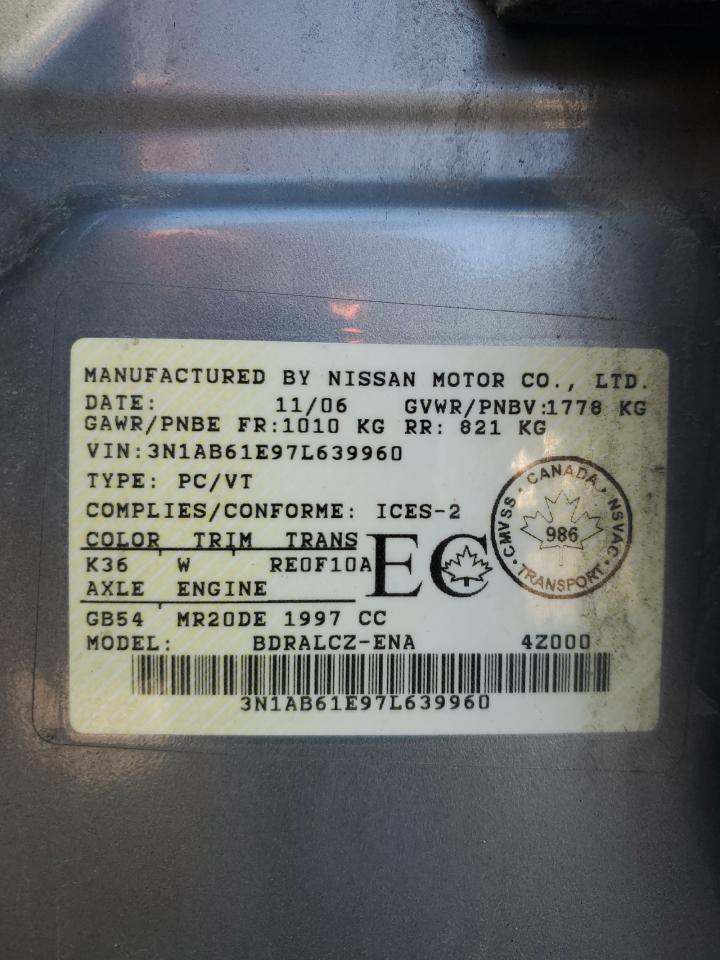 MANUFACTURED BY NISSAN MOTOR CO., LTD.
DATE: 11/06 GVWR/PNBV:1778 KG
GAWR/PNBE FR:1010 KG RR: 821 KG
VIN:3N1AB61E97L639960
TYPE: PC/VT
COMPLIES/CONFORME: ICES-2
CANADA
CMVSS · NSVAC
986
TRANSPORT
COLOR TRIM TRANS
K36 W RE0F10A
EC
AXLE ENGINE
GB54 MR20DE 1997 CC
MODEL: BDRALCZ-ENA 4Z000
3N1AB61E97L639960